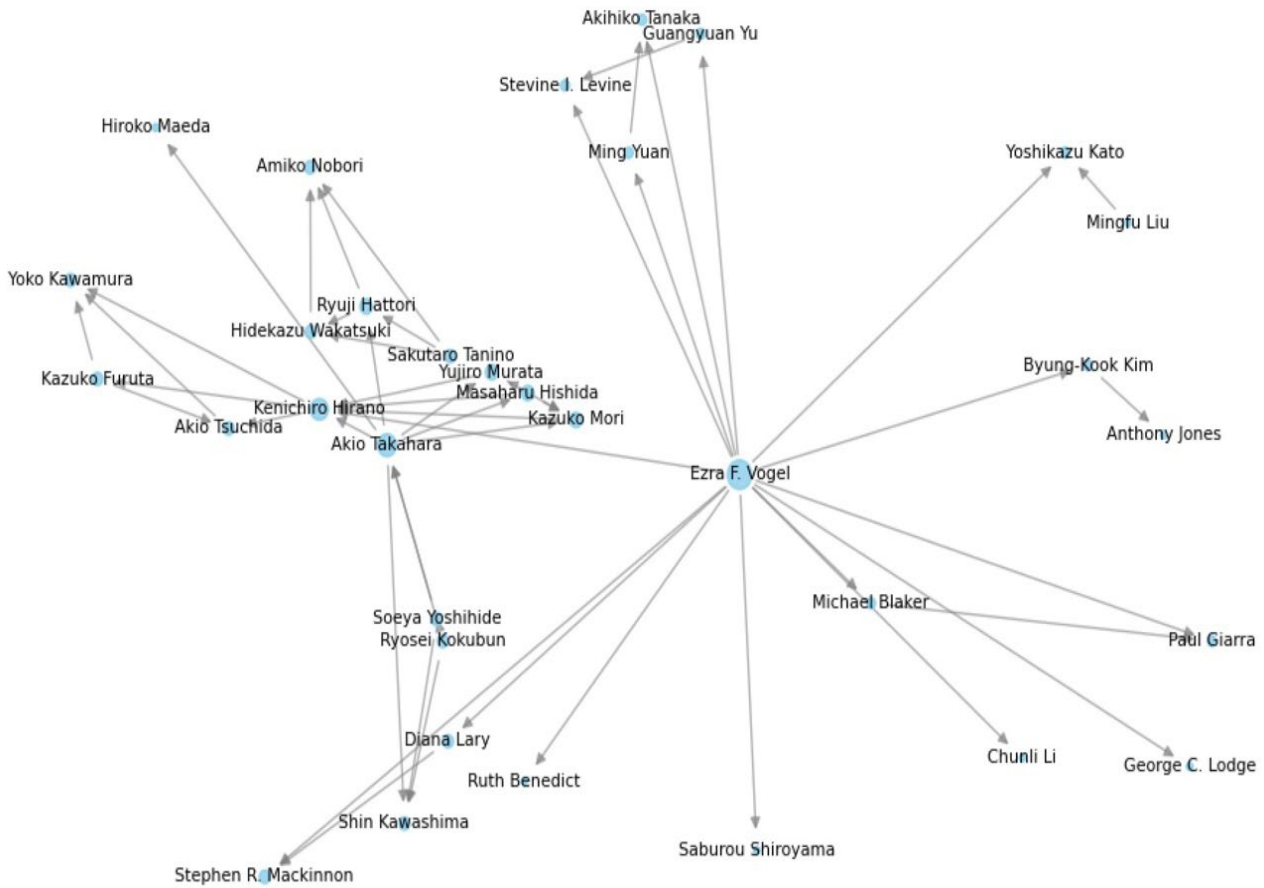 Akihiko Tanaka
Guangyuan Yu
Stevine I. Levine
Hiroko Maeda
Ming Yuan
Yoshikazu Kato
Amiko Nobori
Mingfu Liu
Yoko Kawamura
Ryuji Hattori
Hidekazu Wakatsuki
Sakutaro Tanino
Byung-Kook Kim
Yujiro Murata
Kazuko Furuta
Masaharu Hishida
Kenichiro Hirano
Kazuko Mori
Akio Tsuchida
Anthony Jones
Akio Takahara
Ezra F. Vogel
Michael Blaker
Soeya Yoshihide
Ryosei Kokubun
Paul Giarra
Diana Lary
Chunli Li
George C. Lodge
Ruth Benedict
Shin Kawashima
Saburou Shiroyama
Stephen R. Mackinnon